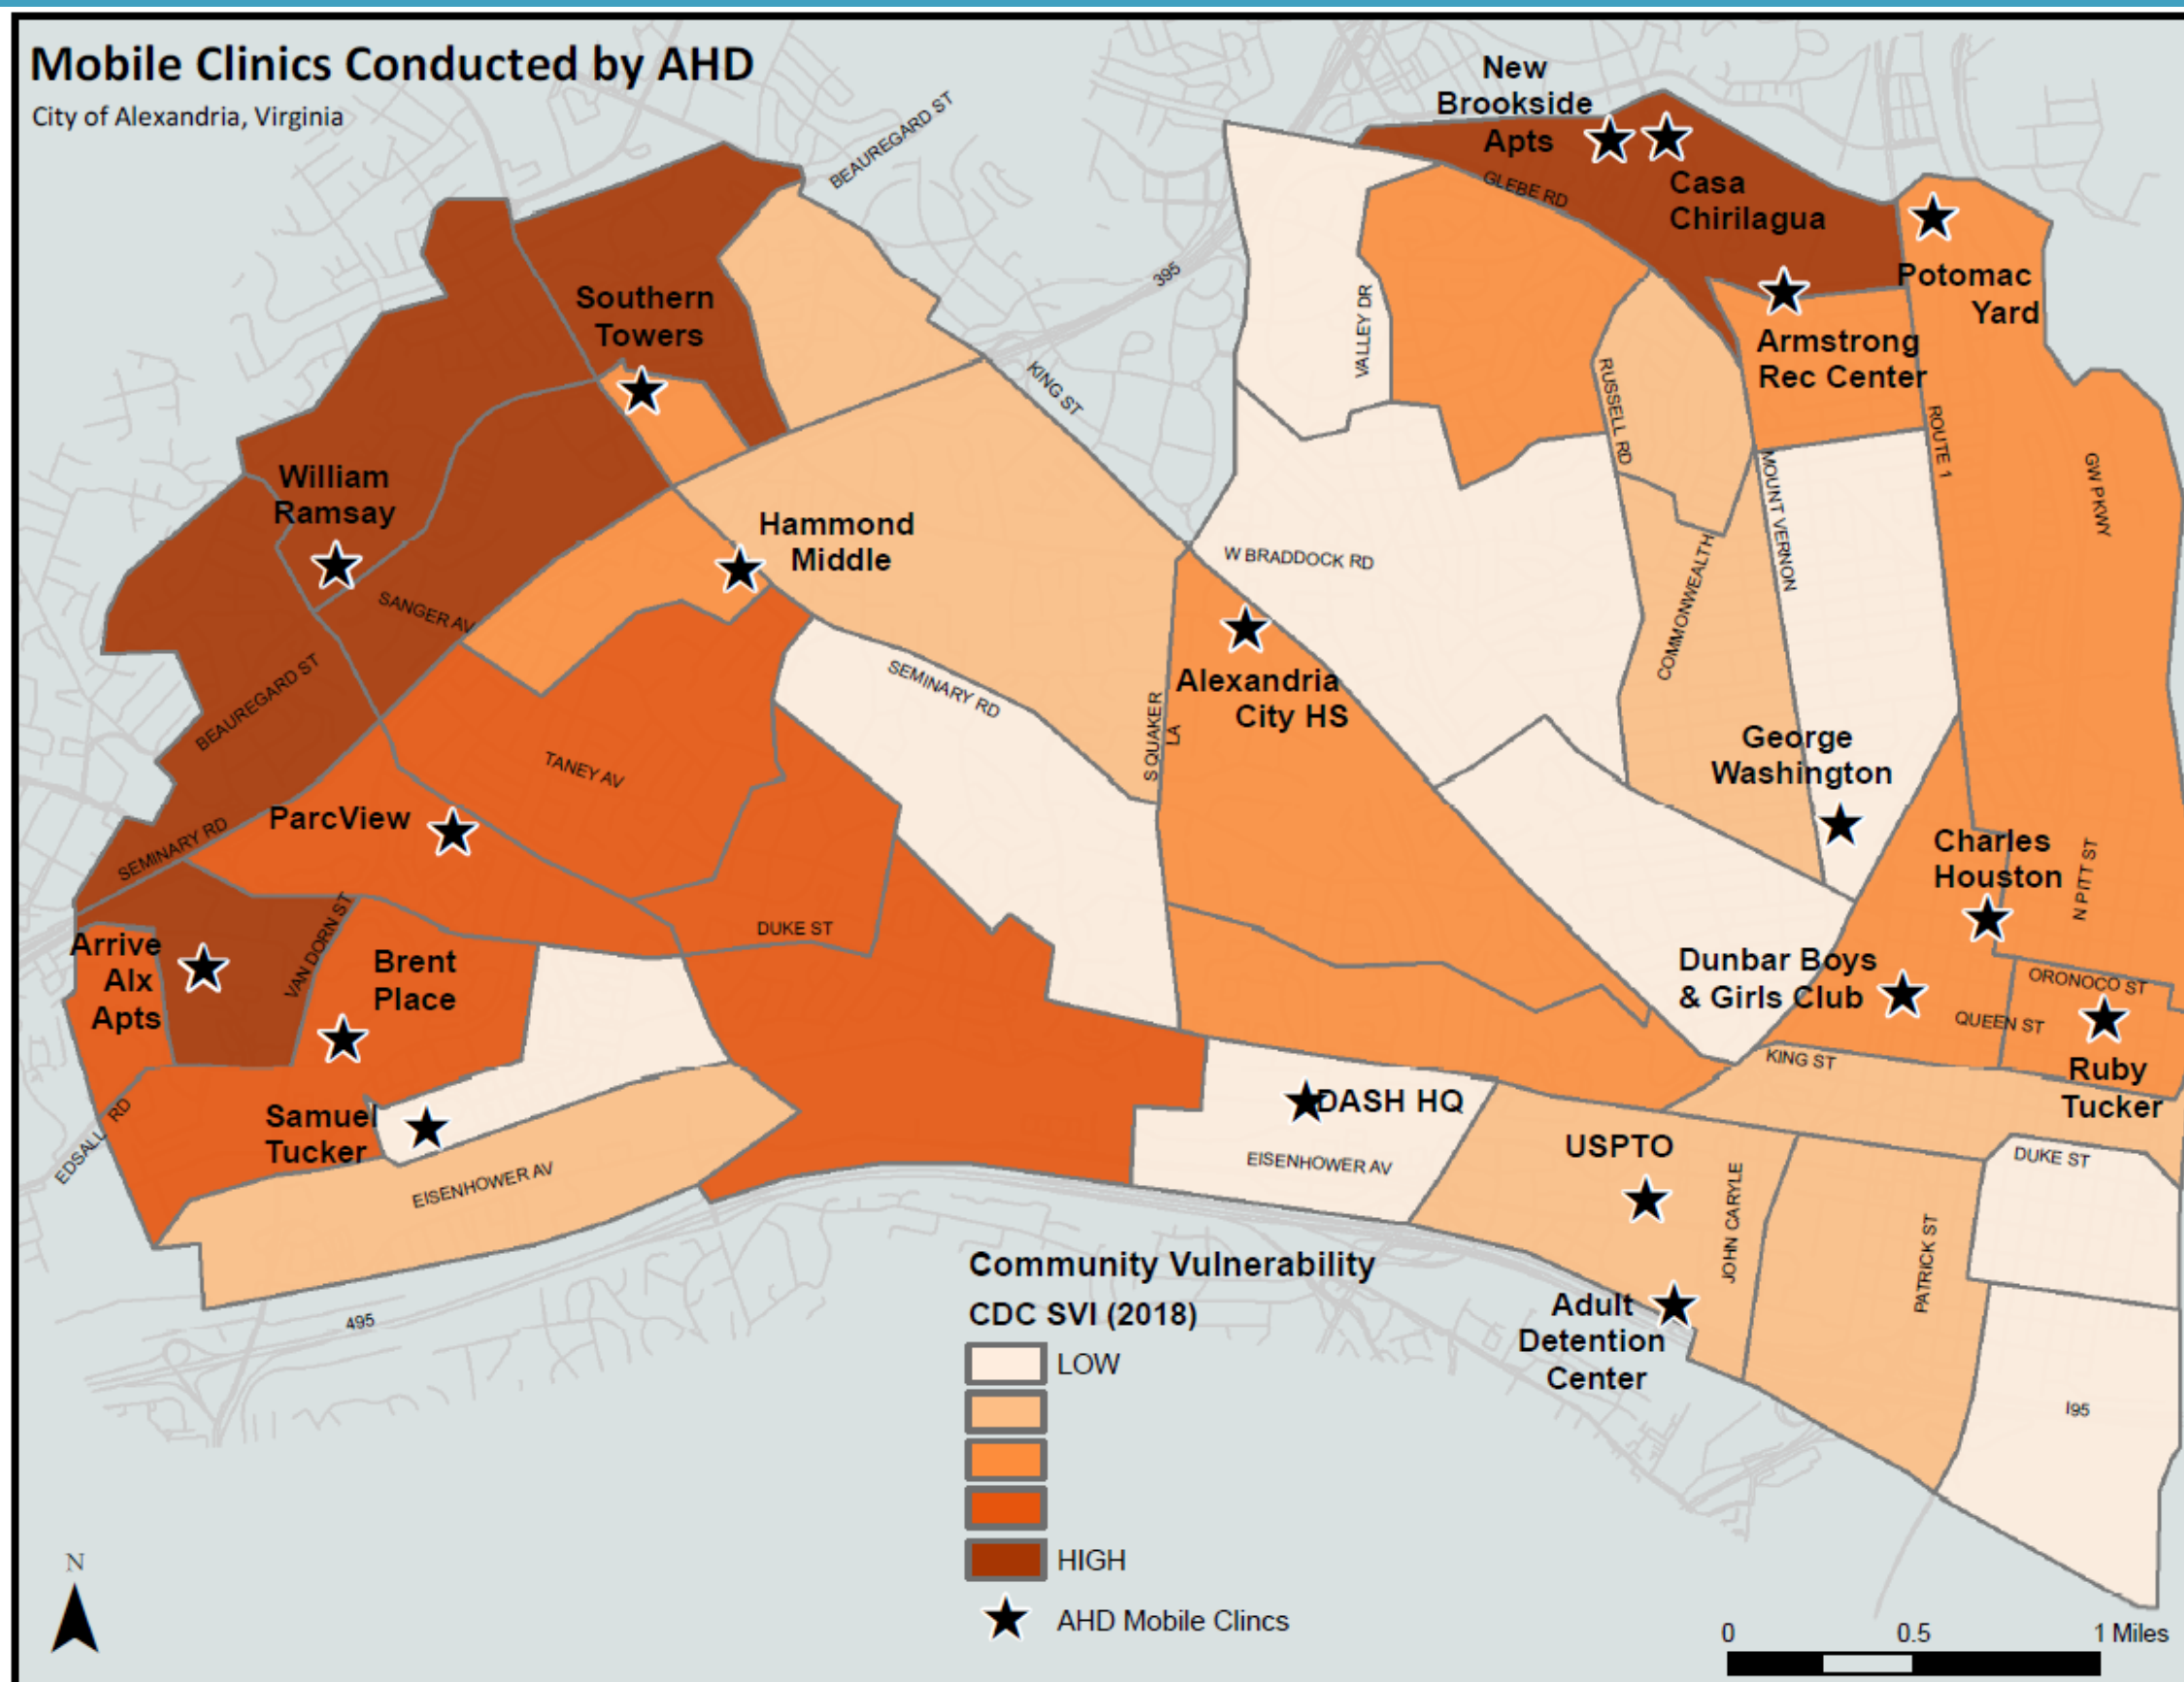 Mobile Clinics Conducted by AHD
City of Alexandria, Virginia
BEAUREGARD ST
New
Brookside
Apts
Casa
Chirilagua
GLEBE RD
395
Potomac
Yard
Southern
Towers
VALLEY DR
KING ST
Armstrong
Rec Center
RUSSELL RD
ROUTE 1
GW PKWY
William
Ramsay
MOUNT VERNON
Hammond
Middle
W BRADDOCK RD
COMMONWEALTH
SANGER AV
BEAUREGARD ST
SEMINARY RD
S QUAKER
LA
Alexandria
City HS
TANEY AV
George
Washington
ParcView
SEMINARY RD
Charles
Houston
N PITT ST
VAN DORN ST
DUKE ST
Arrive
Alx
Apts
Brent
Place
Dunbar Boys
& Girls Club
ORONOCO ST
QUEEN ST
KING ST
Ruby
Tucker
EDSALL RD
Samuel
Tucker
DASH HQ
EISENHOWER AV
USPTO
DUKE ST
EISENHOWER AV
JOHN CARYLE
PATRICK ST
495
Adult
Detention
Center
I95
Community Vulnerability
CDC SVI (2018)
LOW
HIGH
AHD Mobile Clincs
N
0 0.5 1 Miles